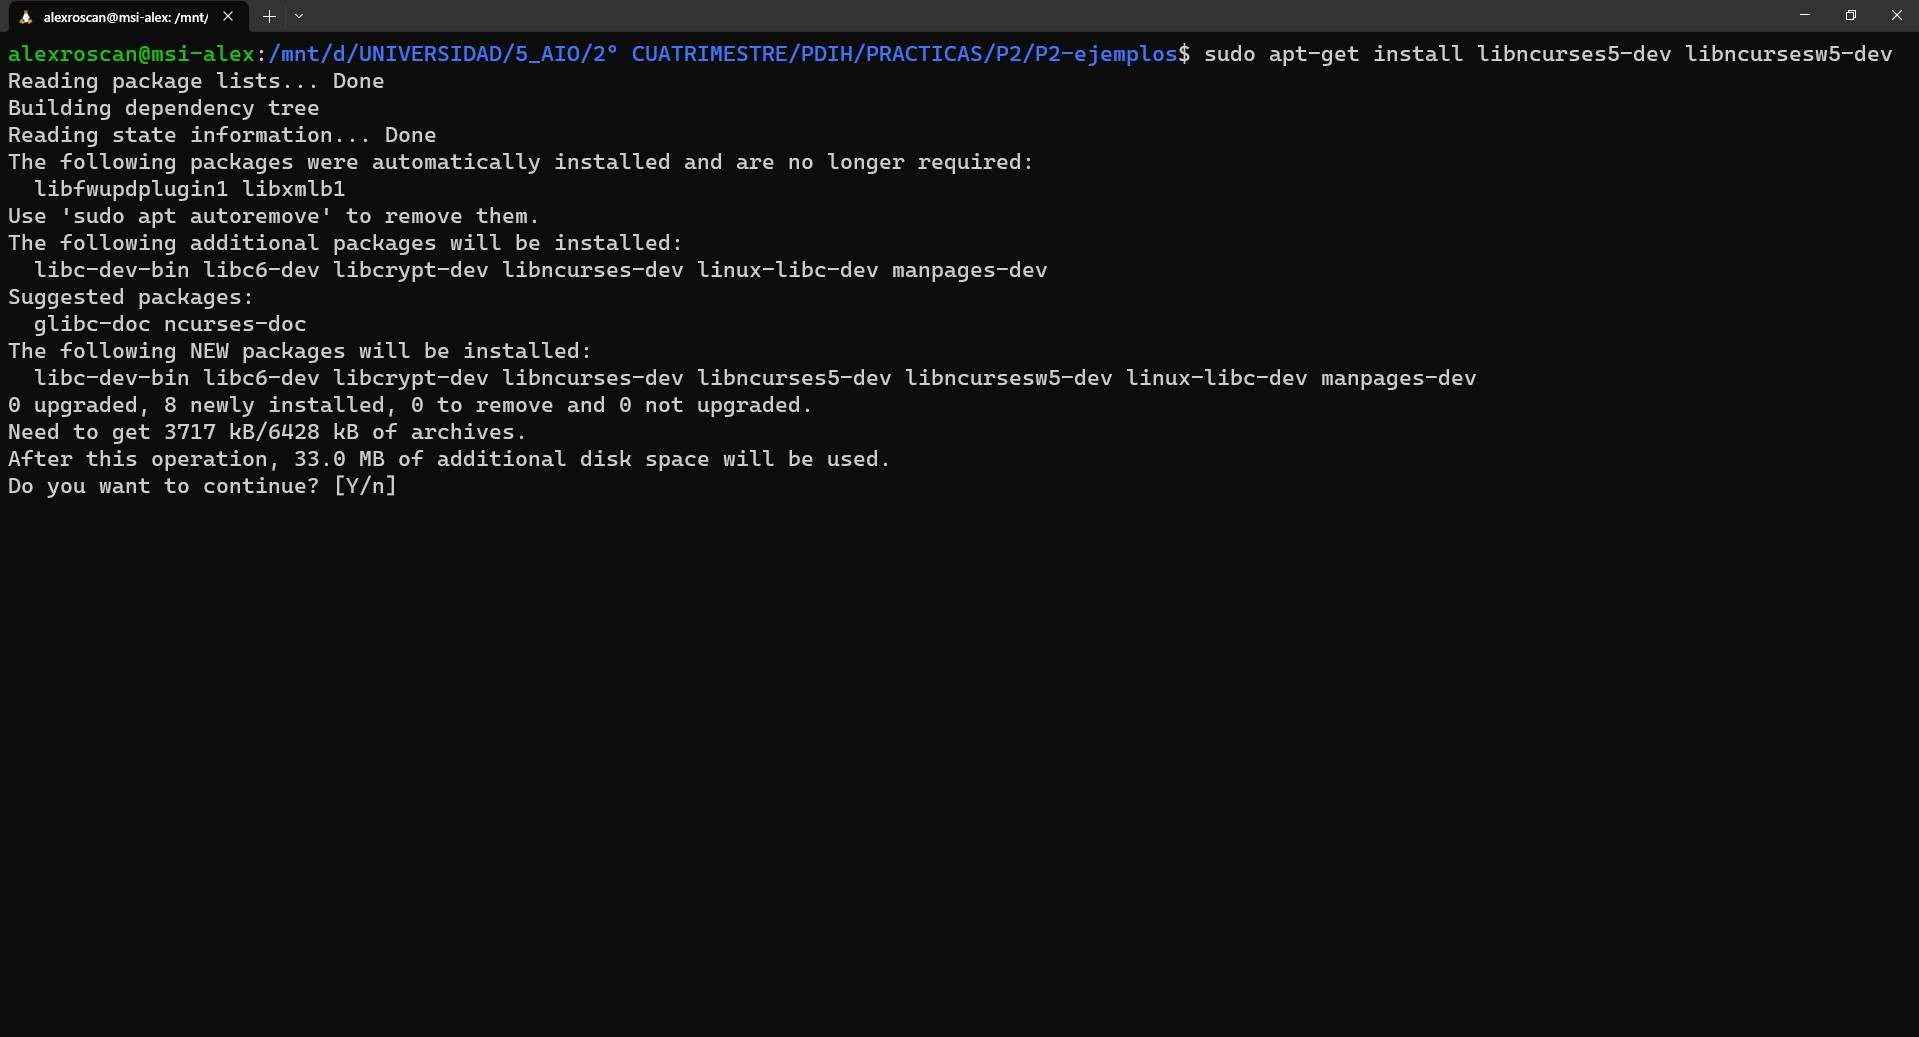 alexroscan@msi-alex: /mnt/
alexroscan@msi-alex:/mnt/d/UNIVERSIDAD/5_AIO/2º CUATRIMESTRE/PDIH/PRACTICAS/P2/P2-ejemplos$ sudo apt-get install libncurses5-dev libncursesw5-dev
Reading package lists... Done
Building dependency tree
Reading state information... Done
The following packages were automatically installed and are no longer required:
  libfwupdplugin1 libxmlb1
Use 'sudo apt autoremove' to remove them.
The following additional packages will be installed:
  libc-dev-bin libc6-dev libcrypt-dev libncurses-dev linux-libc-dev manpages-dev
Suggested packages:
  glibc-doc ncurses-doc
The following NEW packages will be installed:
  libc-dev-bin libc6-dev libcrypt-dev libncurses-dev libncurses5-dev libncursesw5-dev linux-libc-dev manpages-dev
0 upgraded, 8 newly installed, 0 to remove and 0 not upgraded.
Need to get 3717 kB/6428 kB of archives.
After this operation, 33.0 MB of additional disk space will be used.
Do you want to continue? [Y/n]